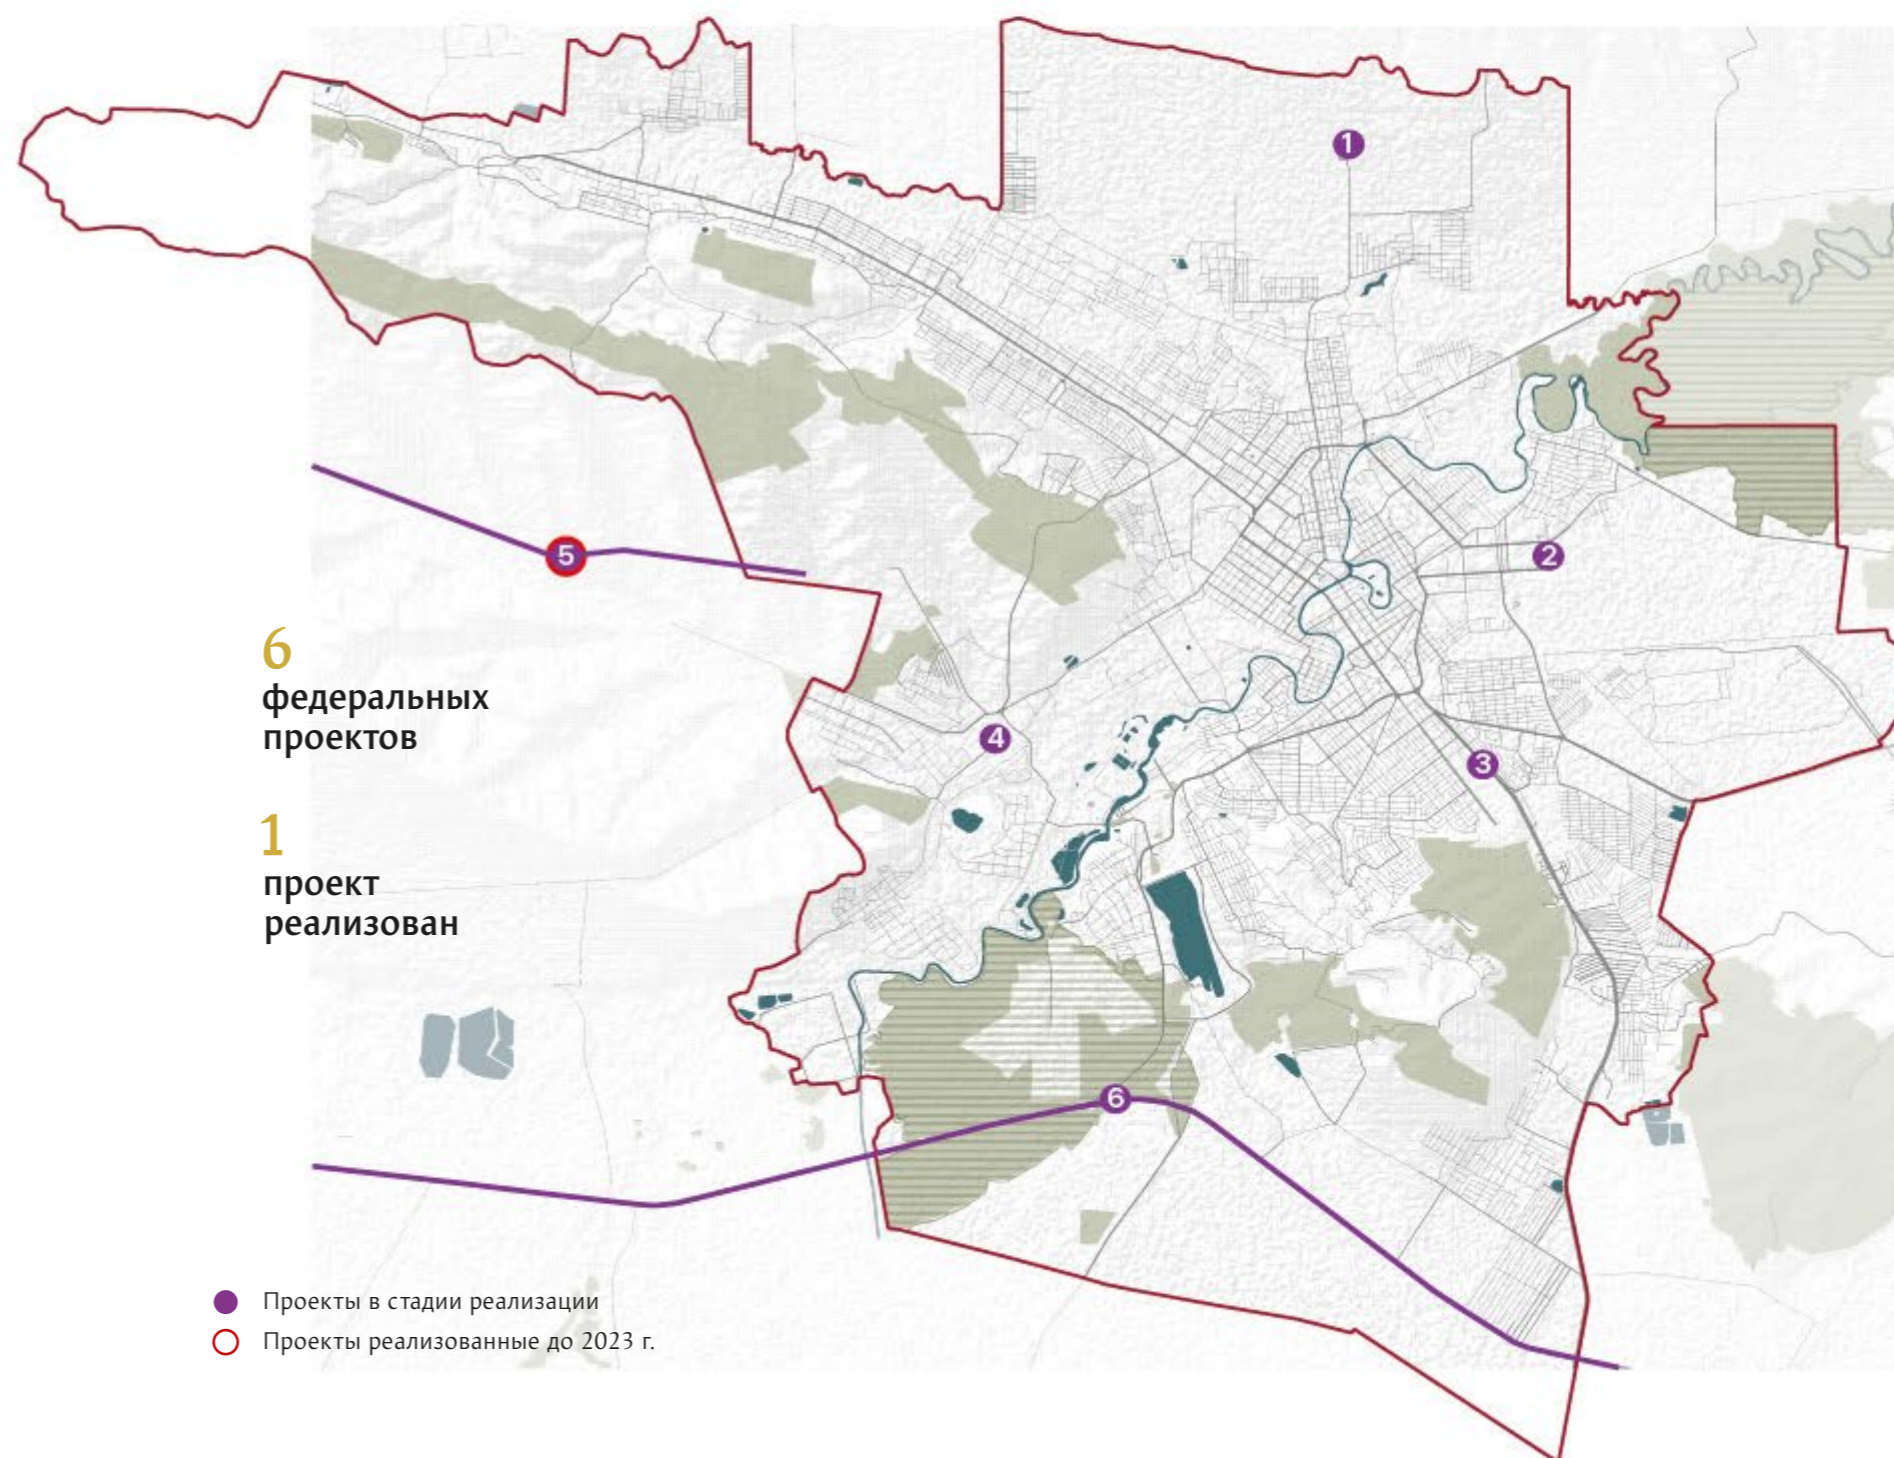 1
2
5
6
федеральных
проектов
4
3
1
проект
реализован
6
Проекты в стадии реализации
Проекты реализованные до 2023 г.